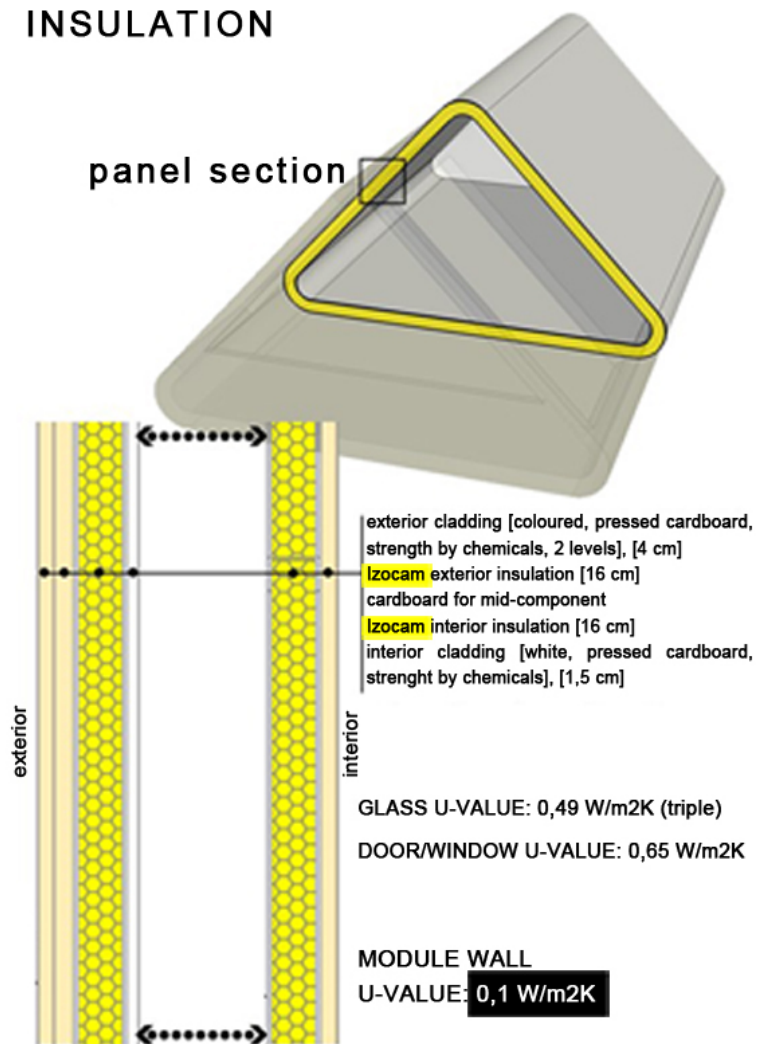 INSULATION
panel section
exterior cladding [coloured, pressed cardboard,
strength by chemicals, 2 levels], [4 cm]
Izocam exterior insulation [16 cm]
cardboard for mid-component
Izocam interior insulation [16 cm]
interior cladding [white, pressed cardboard,
strenght by chemicals], [1,5 cm]
exterior
interior
GLASS U-VALUE: 0,49 W/m2K (triple)
DOOR/WINDOW U-VALUE: 0,65 W/m2K
MODULE WALL
U-VALUE: 0,1 W/m2K